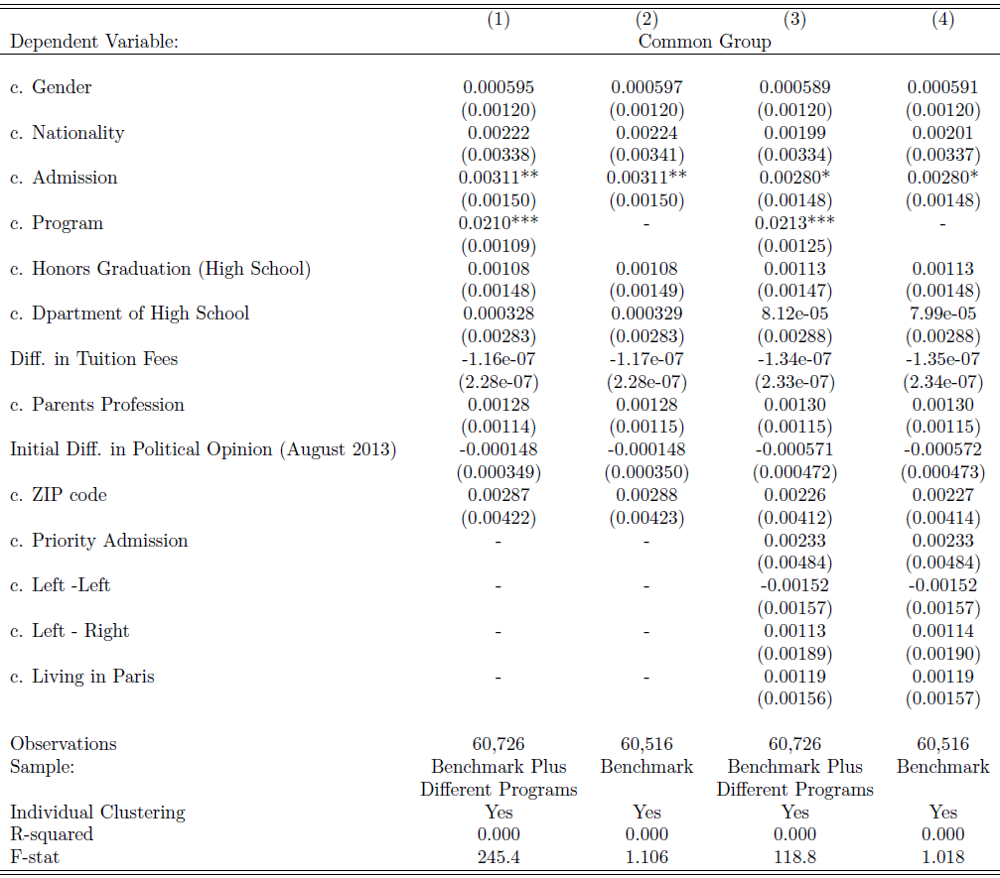 (1) (2) (3) (4)
Dependent Variable: Common Group
c. Gender 0.000595 0.000597 0.000589 0.000591
(0.00120) (0.00120) (0.00120) (0.00120)
c. Nationality 0.00222 0.00224 0.00199 0.00201
(0.00338) (0.00341) (0.00334) (0.00337)
c. Admission 0.00311** 0.00311** 0.00280* 0.00280*
(0.00150) (0.00150) (0.00148) (0.00148)
c. Program 0.0210*** - 0.0213*** -
(0.00109) (0.00125)
c. Honors Graduation (High School) 0.00108 0.00108 0.00113 0.00113
(0.00148) (0.00149) (0.00147) (0.00148)
c. Dpartment of High School 0.000328 0.000329 8.12e-05 7.99e-05
(0.00283) (0.00283) (0.00288) (0.00288)
Diff. in Tuition Fees -1.16e-07 -1.17e-07 -1.34e-07 -1.35e-07
(2.28e-07) (2.28e-07) (2.33e-07) (2.34e-07)
c. Parents Profession 0.00128 0.00128 0.00130 0.00130
(0.00114) (0.00115) (0.00115) (0.00115)
Initial Diff. in Political Opinion (August 2013) -0.000148 -0.000148 -0.000571 -0.000572
(0.000349) (0.000350) (0.000472) (0.000473)
c. ZIP code 0.00287 0.00288 0.00226 0.00227
(0.00422) (0.00423) (0.00412) (0.00414)
c. Priority Admission - - 0.00233 0.00233
(0.00484) (0.00484)
c. Left -Left - - -0.00152 -0.00152
(0.00157) (0.00157)
c. Left - Right - - 0.00113 0.00114
(0.00189) (0.00190)
c. Living in Paris - - 0.00119 0.00119
(0.00156) (0.00157)
Observations 60,726 60,516 60,726 60,516
Sample: Benchmark Plus Benchmark Benchmark Plus Benchmark
Different Programs Different Programs
Individual Clustering Yes Yes Yes Yes
R-squared 0.000 0.000 0.000 0.000
F-stat 245.4 1.106 118.8 1.018